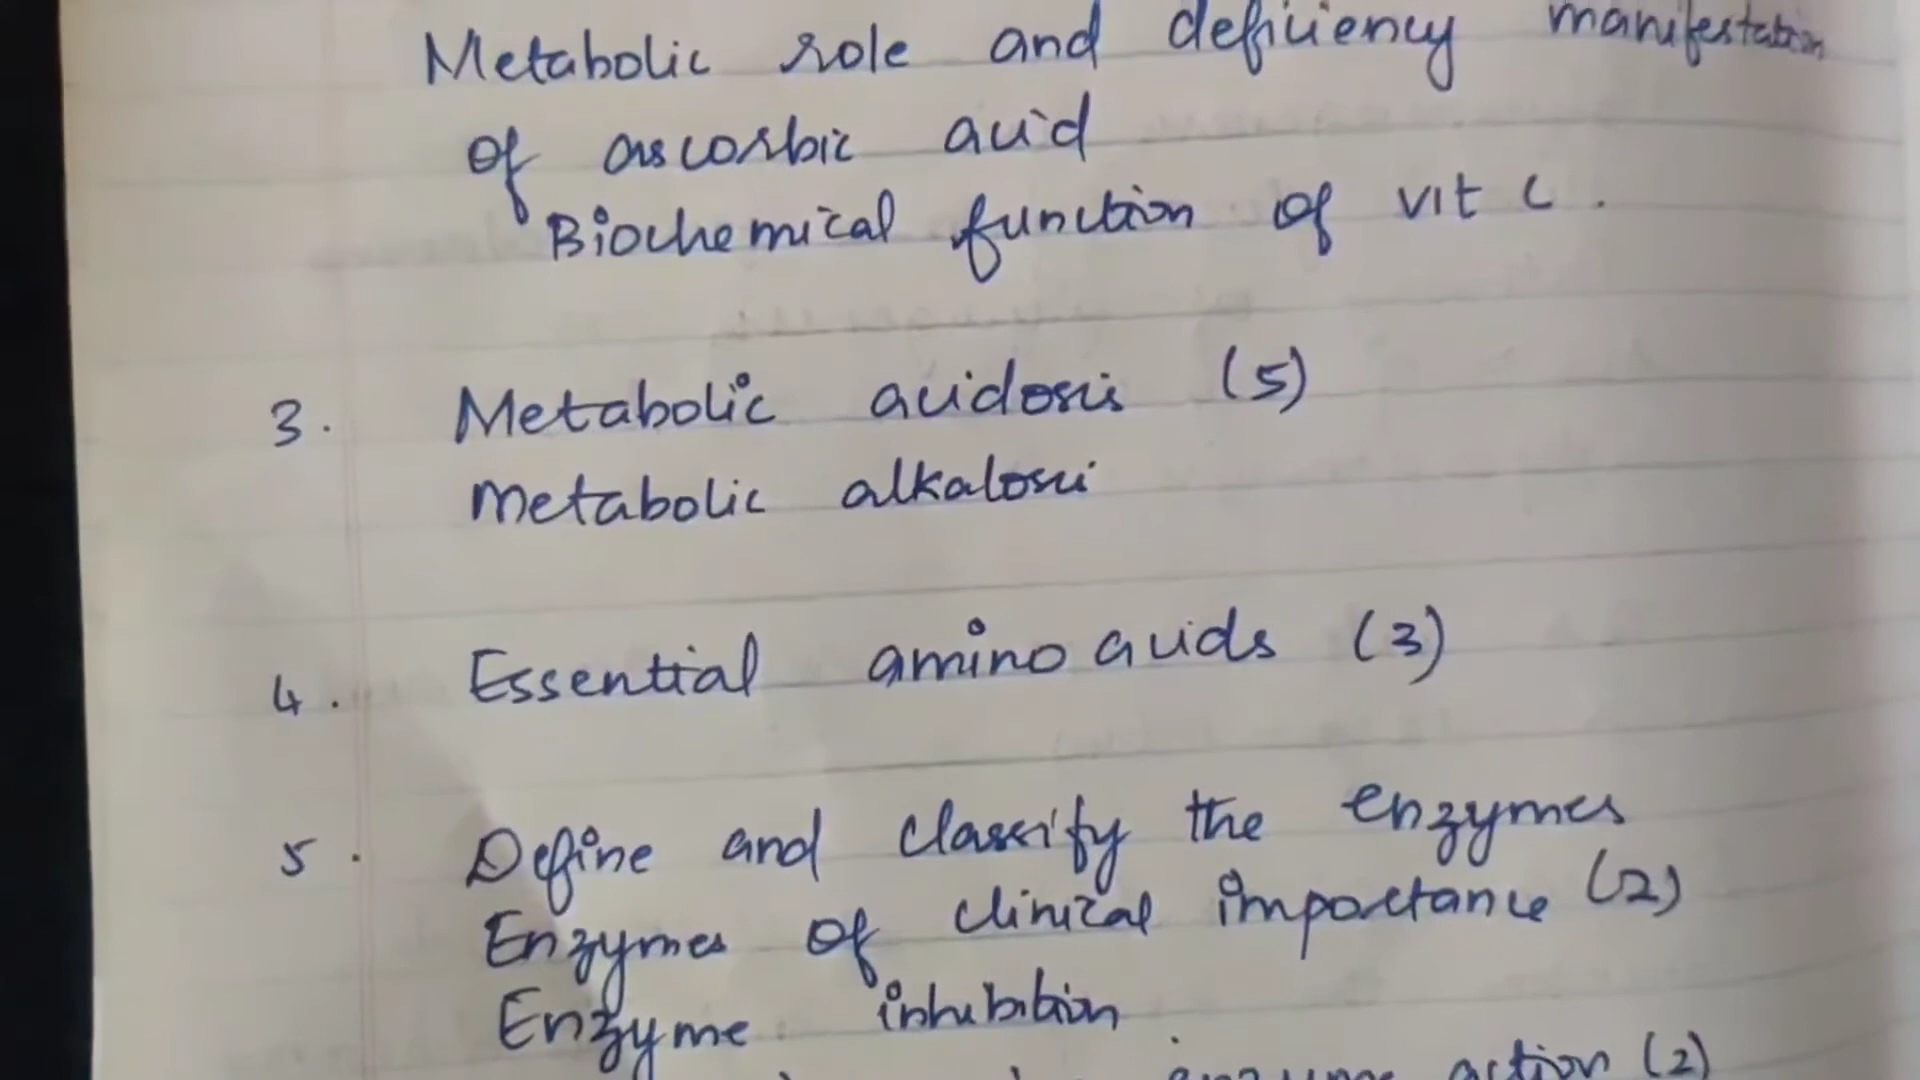 Metabolic role and deficiency manifestation
of ascorbic acid
Biochemical function of vit C.
3. Metabolic acidosis (5)
Metabolic alkalosis
4. Essential amino acids (3)
5. Define and classify the enzymes
Enzymes of clinical importance (2)
Enzyme inhibition
enzyme action (2)